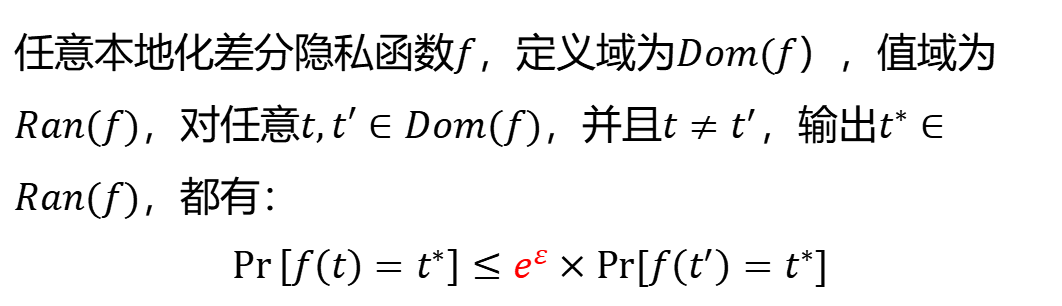 任意本地化差分隐私函数f，定义域为Dom(f），值域为
Ran(f)，对任意t, t′ ∈ Dom(f)，并且t ≠ t′，输出t* ∈
Ran(f)，都有：
Pr [f(t) = t*] ≤ e^ε × Pr[f(t′) = t*]